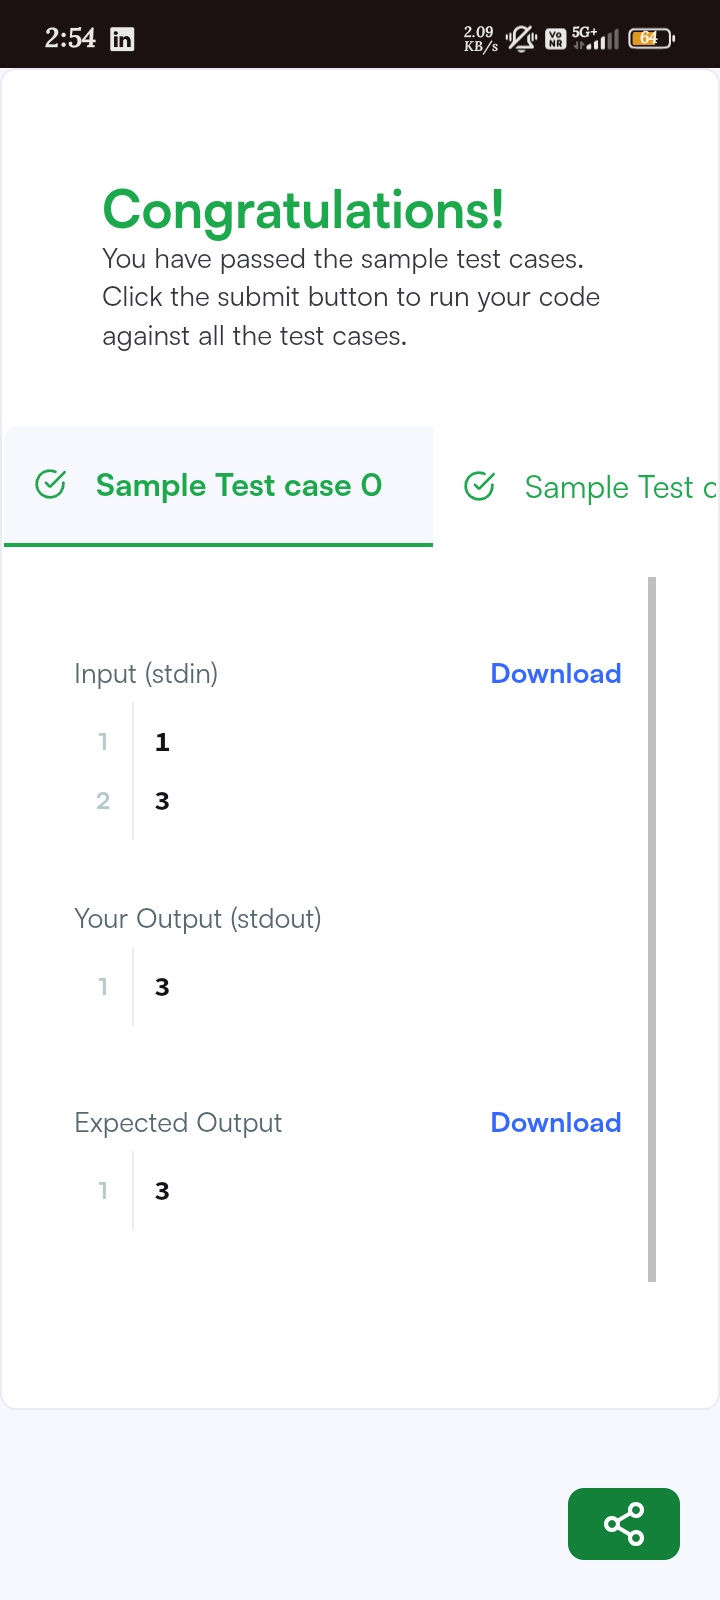 2:54 in 2.09 KB/s Vo NR 5G+ 64
Congratulations!
You have passed the sample test cases.
Click the submit button to run your code
against all the test cases.
Sample Test case 0 Sample Test c
Input (stdin) Download
1 1
2 3
Your Output (stdout)
1 3
Expected Output Download
1 3